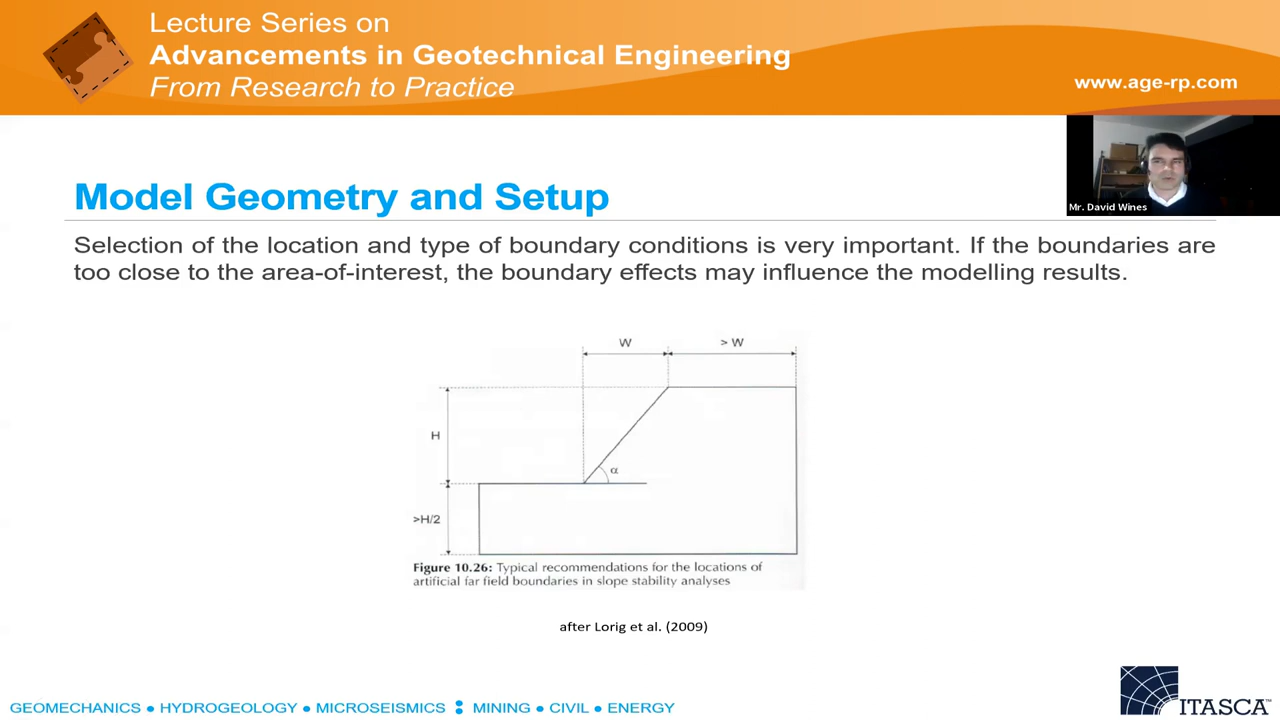 Lecture Series on
Advancements in Geotechnical Engineering
From Research to Practice
www.age-rp.com
Mr. David Wines
Model Geometry and Setup
Selection of the location and type of boundary conditions is very important. If the boundaries are
too close to the area-of-interest, the boundary effects may influence the modelling results.
W
> W
H
α
>H/2
Figure 10.26: Typical recommendations for the locations of
artificial far field boundaries in slope stability analyses
after Lorig et al. (2009)
GEOMECHANICS ● HYDROGEOLOGY ● MICROSEISMICS : MINING ● CIVIL ● ENERGY
ITASCA™